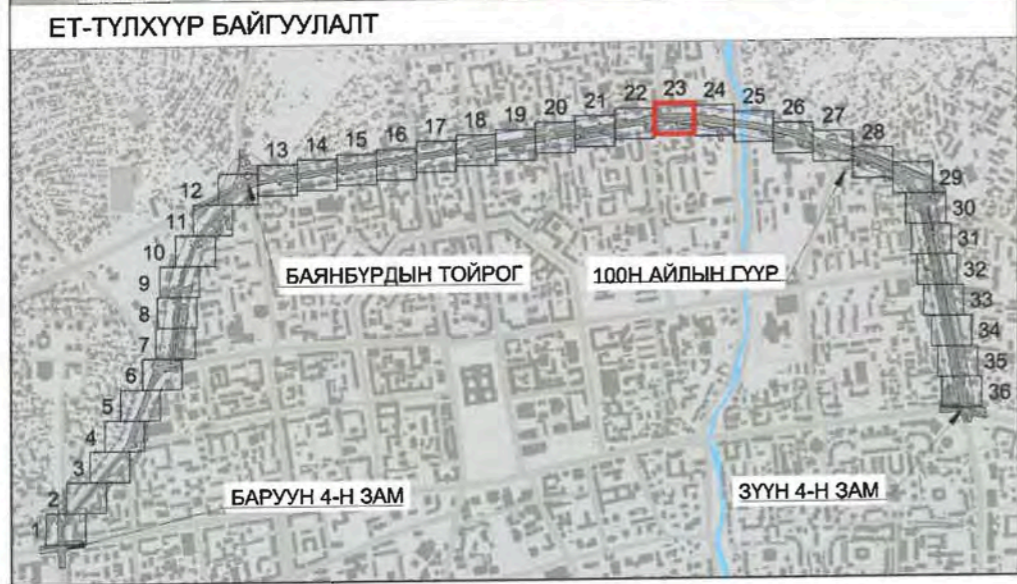 ЕТ-ТҮЛХҮҮР БАЙГУУЛАЛТ
22 23 24 25
13 14 15 16 17 18 19 20 21 26 27 28
12 29
11 30
10 31
9 БАЯНБҮРДЫН ТОЙРОГ 100Н АЙЛЫН ГҮҮР 32
8 33
7 34
6 35
5 36
4
3
2 БАРУУН 4-Н ЗАМ ЗҮҮН 4-Н ЗАМ
1